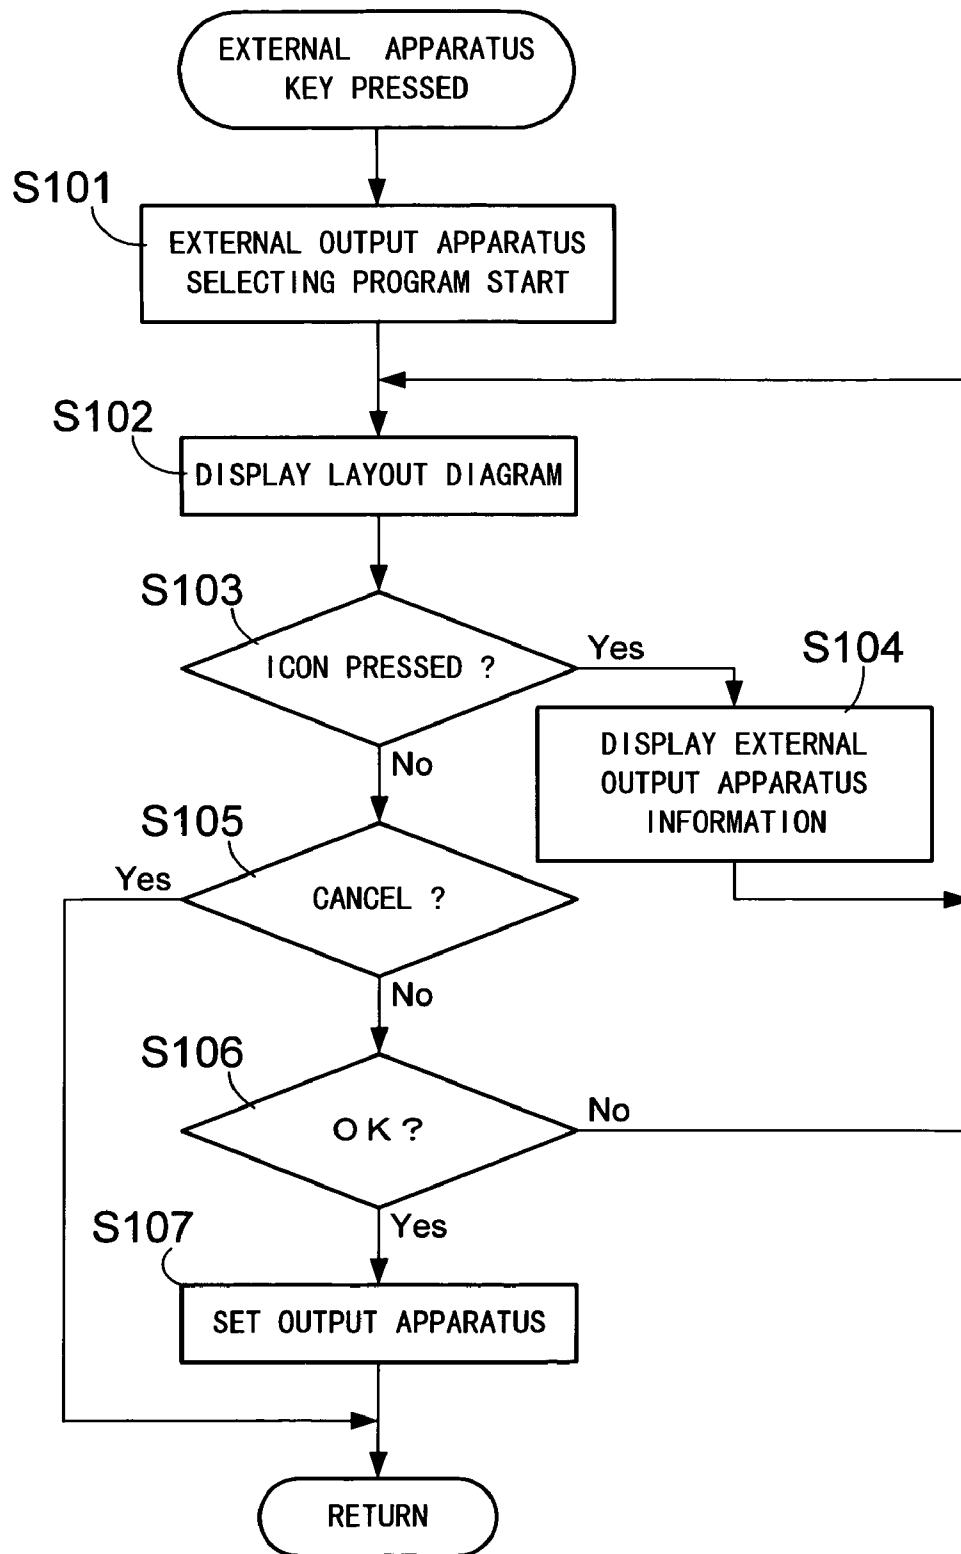 EXTERNAL APPARATUS
KEY PRESSED
S101
EXTERNAL OUTPUT APPARATUS
SELECTING PROGRAM START
S102
DISPLAY LAYOUT DIAGRAM
S103
ICON PRESSED ?
Yes
S104
DISPLAY EXTERNAL
OUTPUT APPARATUS
INFORMATION
No
S105
Yes
CANCEL ?
No
S106
OK?
No
Yes
S107
SET OUTPUT APPARATUS
RETURN